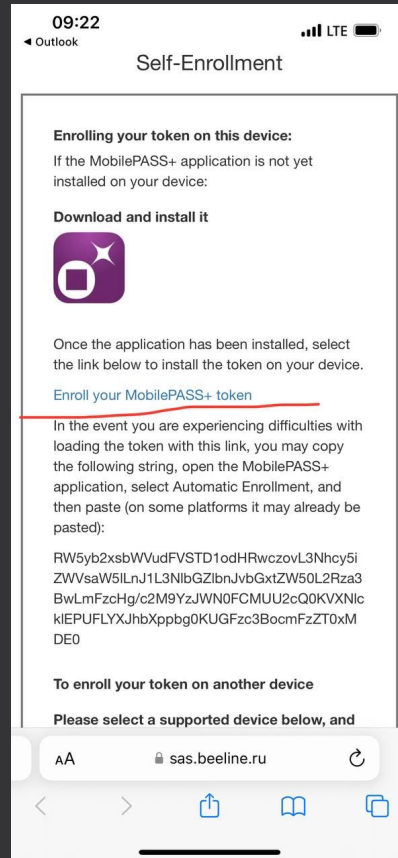 09:22
LTE
◀ Outlook
Self-Enrollment
Enrolling your token on this device:
If the MobilePASS+ application is not yet
installed on your device:
Download and install it
Once the application has been installed, select
the link below to install the token on your device.
Enroll your MobilePASS+ token
In the event you are experiencing difficulties with
loading the token with this link, you may copy
the following string, open the MobilePASS+
application, select Automatic Enrollment, and
then paste (on some platforms it may already be
pasted):
RW5yb2xsbWVudFVSTD1odHRwczovL3Nhcy5i
ZWVsaW5lLnJ1L3NlbGZlbnJvbGxtZW50L2Rza3
BwLmFzcHg/c2M9YzJWN0FCMUU2cQ0KVXNlc
klEPUFLYXJhbXppbg0KUGFzc3BocmFzZT0xM
DE0
To enroll your token on another device
Please select a supported device below, and
AA
sas.beeline.ru